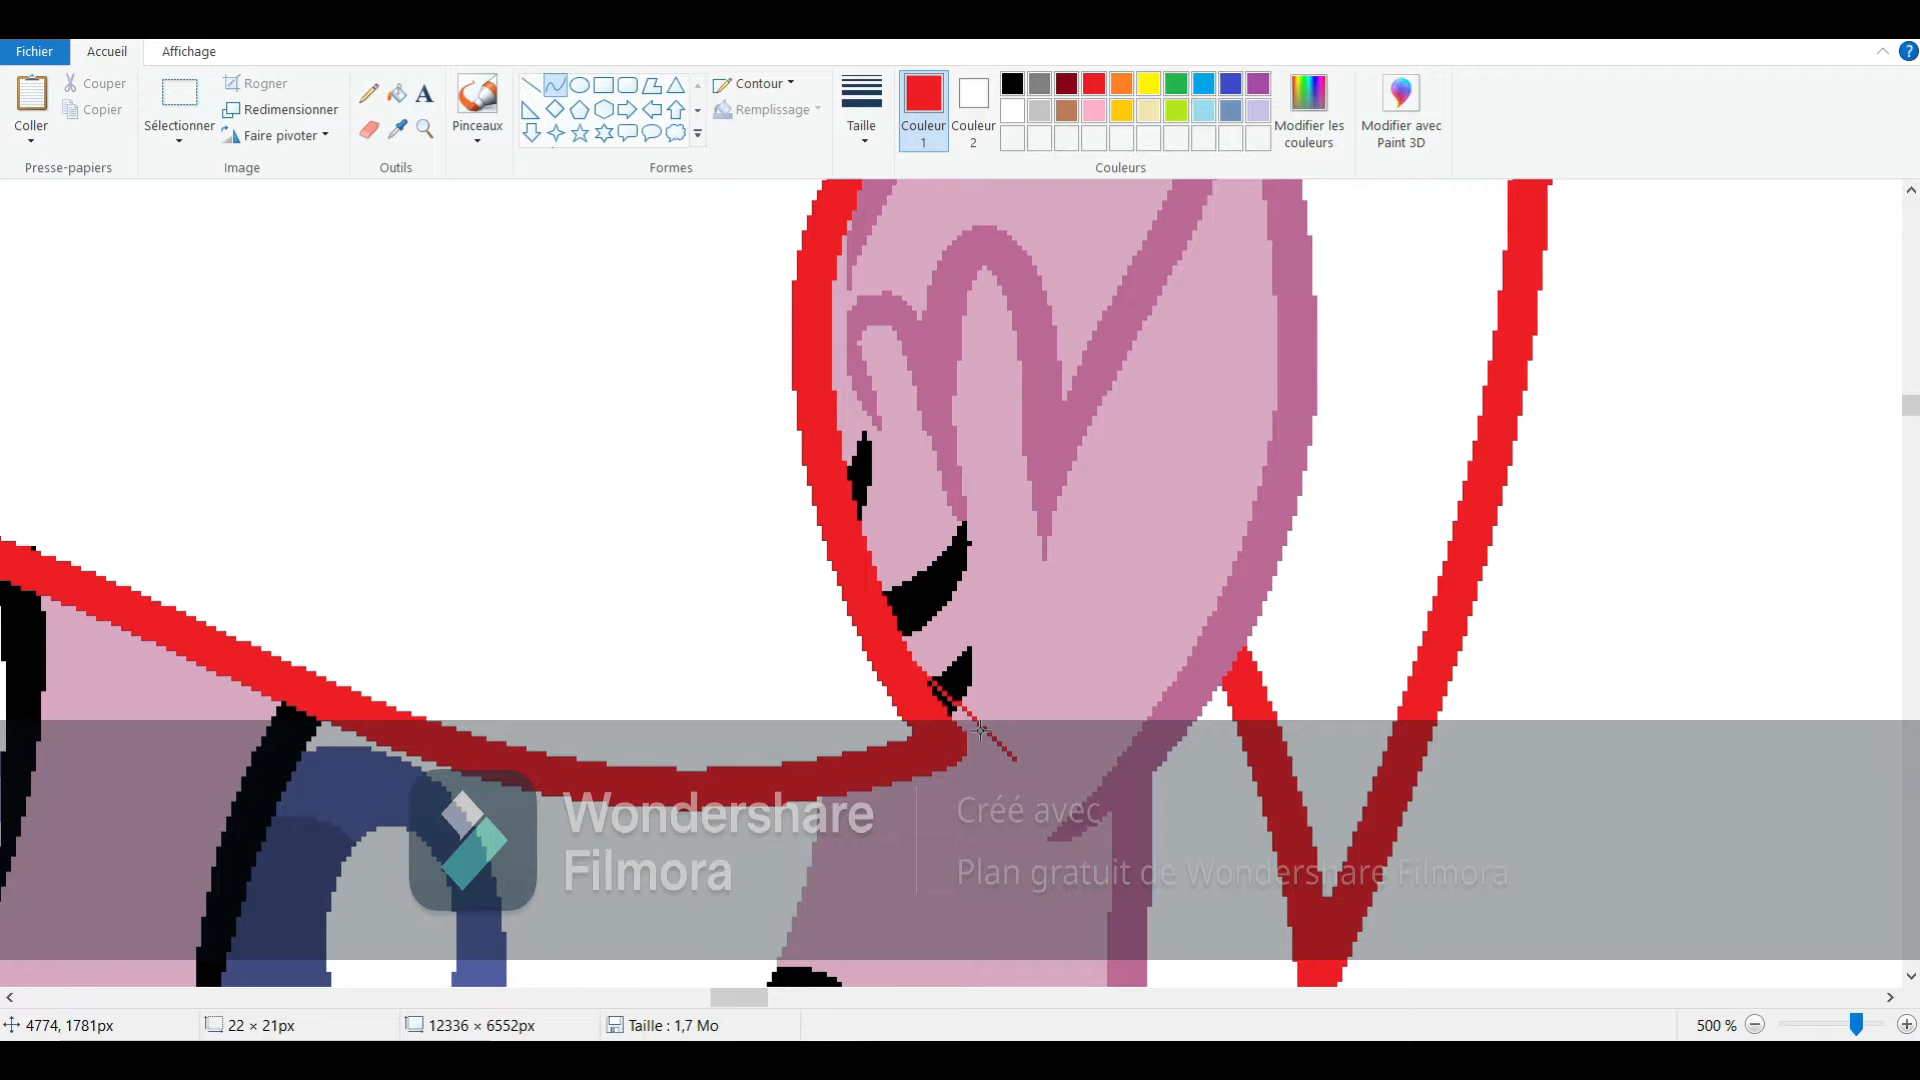 Fichier
Accueil
Affichage
?
Coller
Couper
Copier
Presse-papiers
Sélectionner
Rogner
Redimensionner
Faire pivoter
Image
A
Outils
Pinceaux
Contour
Remplissage
Formes
Taille
Couleur
1
Couleur
2
Modifier les
couleurs
Couleurs
Modifier avec
Paint 3D
Wondershare
Filmora
Créé avec
Plan gratuit de Wondershare Filmora
4774, 1781px
22 × 21px
12336 × 6552px
Taille : 1,7 Mo
500 %